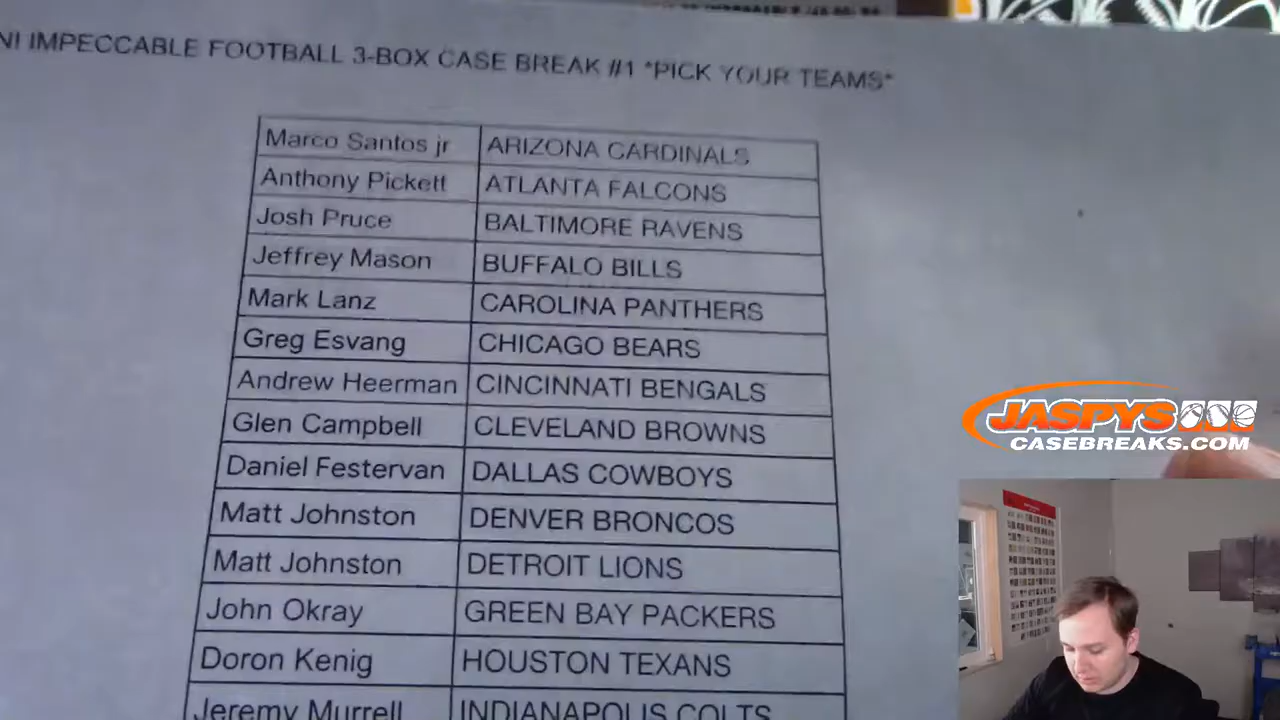 NI IMPECCABLE FOOTBALL 3-BOX CASE BREAK #1 *PICK YOUR TEAMS*
Marco Santos jr ARIZONA CARDINALS
Anthony Pickett ATLANTA FALCONS
Josh Pruce BALTIMORE RAVENS
Jeffrey Mason BUFFALO BILLS
Mark Lanz CAROLINA PANTHERS
Greg Esvang CHICAGO BEARS
Andrew Heerman CINCINNATI BENGALS
Glen Campbell CLEVELAND BROWNS
Daniel Festervan DALLAS COWBOYS
Matt Johnston DENVER BRONCOS
Matt Johnston DETROIT LIONS
John Okray GREEN BAY PACKERS
Doron Kenig HOUSTON TEXANS
Jeremy Murrell INDIANAPOLIS COLTS
JASPYS
CASEBREAKS.COM